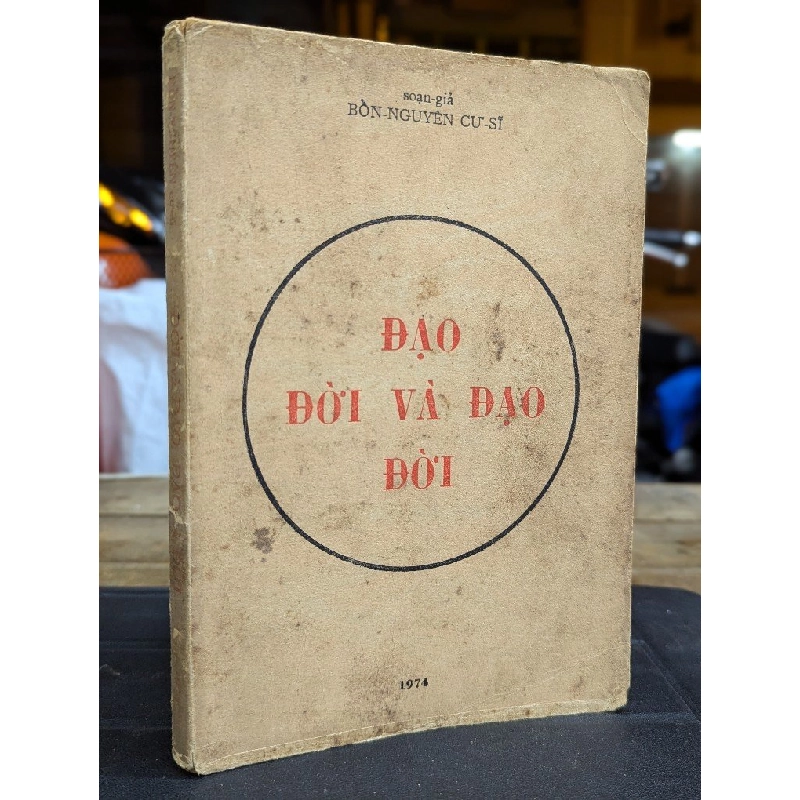 soạn-giả
BỒN-NGUYÊN CƯ-SĨ
ĐẠO
ĐỜI VÀ ĐẠO
ĐỜI
1974